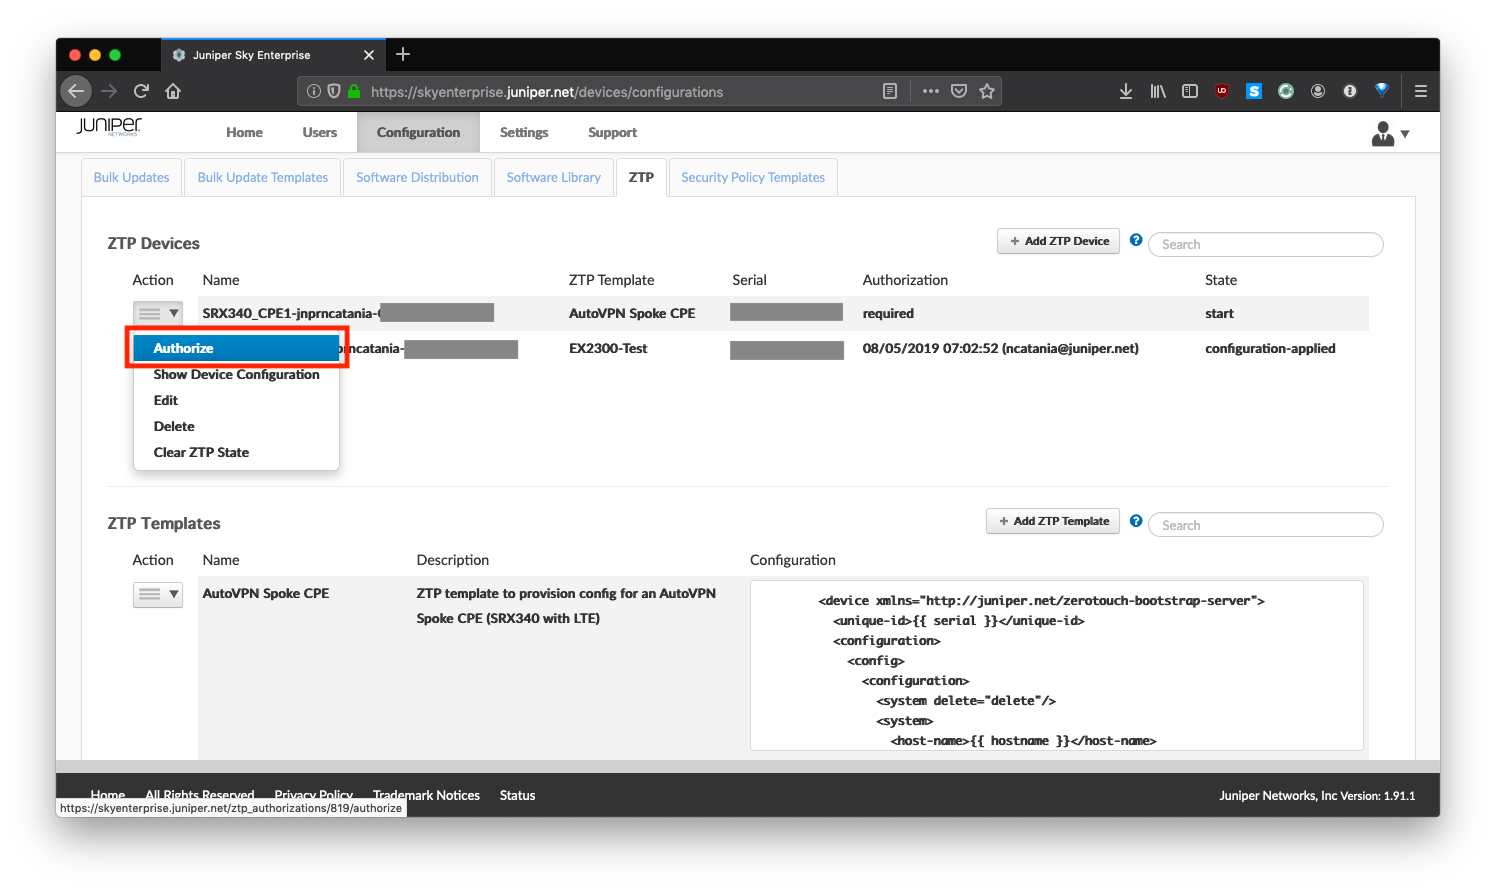 Juniper Sky Enterprise
https://skyenterprise.juniper.net/devices/configurations
JUNIPER NETWORKS
Home Users Configuration Settings Support
Bulk Updates Bulk Update Templates Software Distribution Software Library ZTP Security Policy Templates
ZTP Devices
+ Add ZTP Device ? Search
Action Name ZTP Template Serial Authorization State
SRX340_CPE1-jnprncatania- AutoVPN Spoke CPE required start
Authorize
EX2300-Test 08/05/2019 07:02:52 (ncatania@juniper.net) configuration-applied
Show Device Configuration
Edit
Delete
Clear ZTP State
ZTP Templates
+ Add ZTP Template ? Search
Action Name Description Configuration
AutoVPN Spoke CPE ZTP template to provision config for an AutoVPN
Spoke CPE (SRX340 with LTE)
<device xmlns="http://juniper.net/zerotouch-bootstrap-server">
<unique-id>{{ serial }}</unique-id>
<configuration>
<config>
<configuration>
<system delete="delete"/>
<system>
<host-name>{{ hostname }}</host-name>
Home All Rights Reserved Privacy Policy Trademark Notices Status
Juniper Networks, Inc Version: 1.91.1
https://skyenterprise.juniper.net/ztp_authorizations/819/authorize